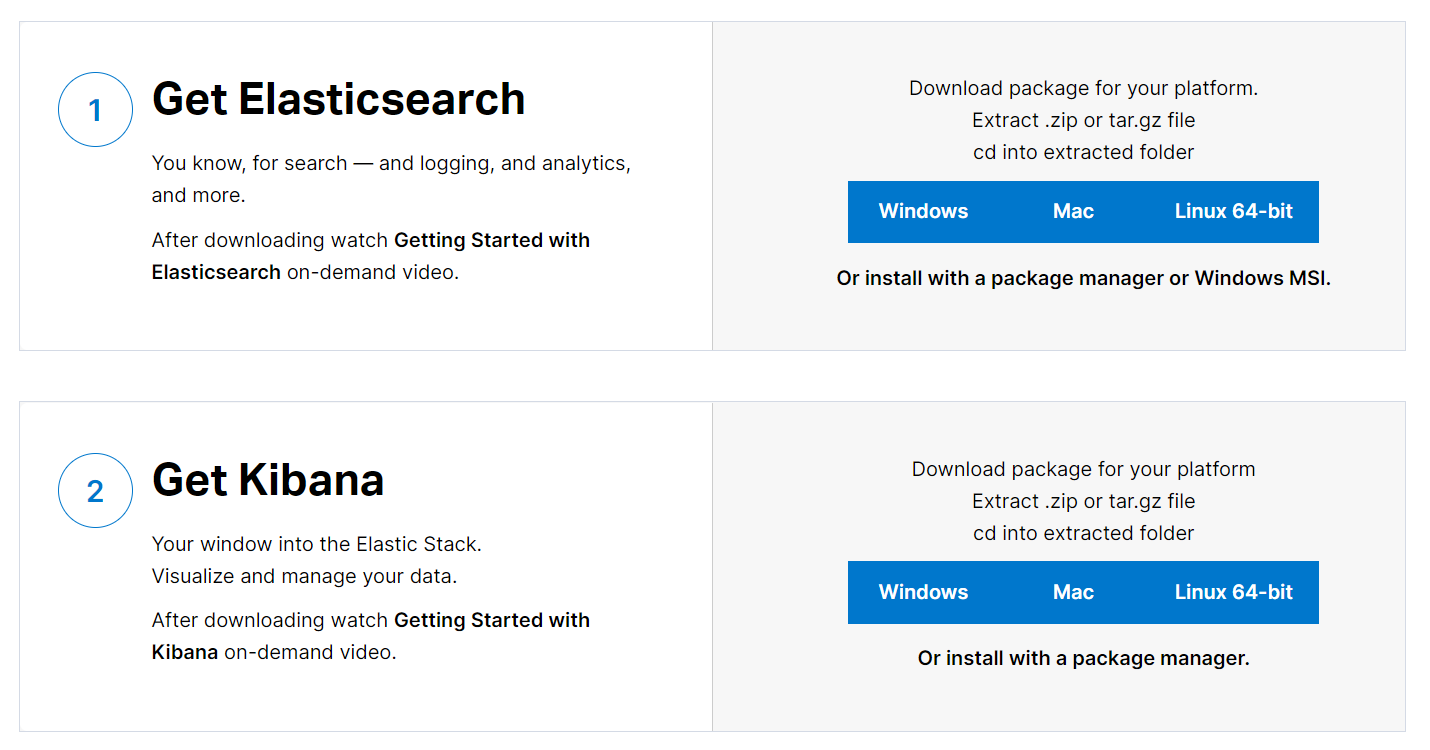 1
Get Elasticsearch
You know, for search — and logging, and analytics,
and more.
After downloading watch Getting Started with
Elasticsearch on-demand video.
Download package for your platform.
Extract .zip or tar.gz file
cd into extracted folder
Windows Mac Linux 64-bit
Or install with a package manager or Windows MSI.
2
Get Kibana
Your window into the Elastic Stack.
Visualize and manage your data.
After downloading watch Getting Started with
Kibana on-demand video.
Download package for your platform
Extract .zip or tar.gz file
cd into extracted folder
Windows Mac Linux 64-bit
Or install with a package manager.